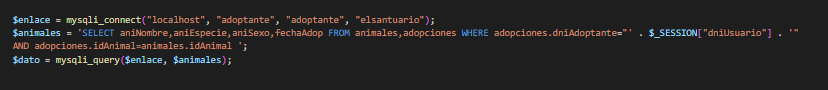 $enlace = mysqli_connect("localhost", "adoptante", "adoptante", "elsantuario");
$animales = 'SELECT aniNombre,aniEspecie,aniSexo,fechaAdop FROM animales,adopciones WHERE adopciones.dniAdoptante="' . $_SESSION["dniUsuario"] . '"
AND adopciones.idAnimal=animales.idAnimal ';
$dato = mysqli_query($enlace, $animales);